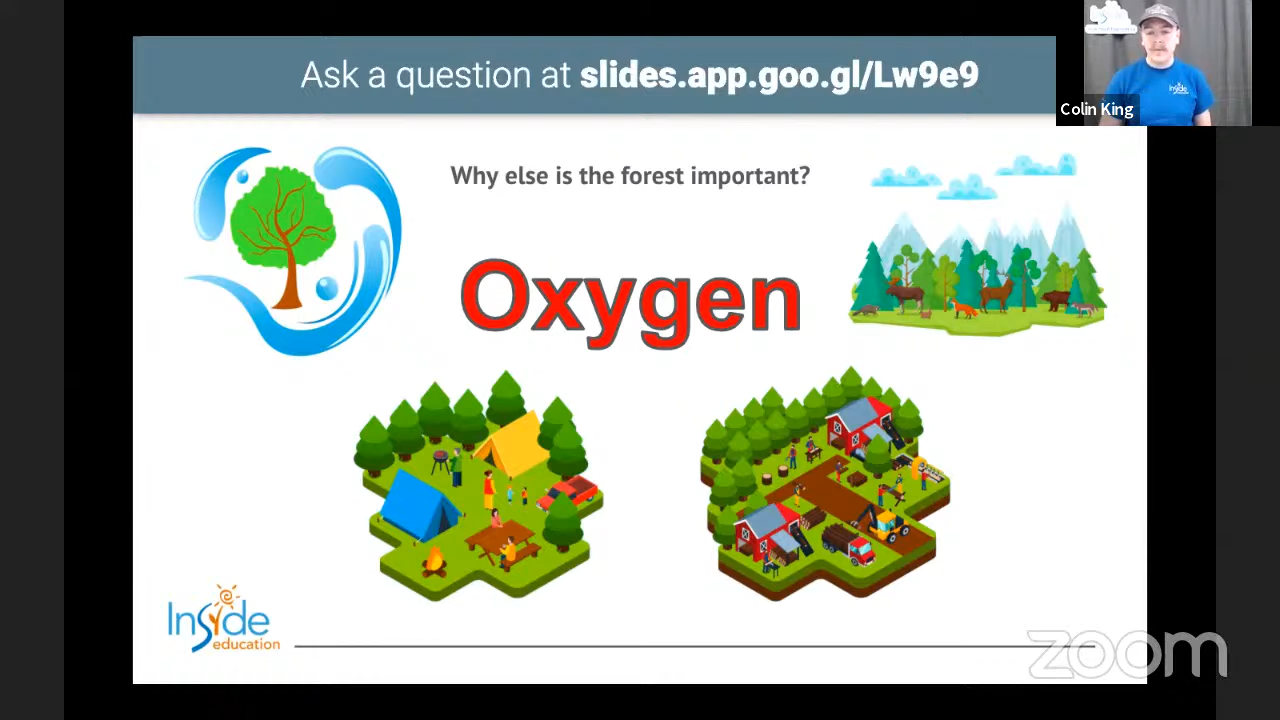 Ask a question at slides.app.goo.gl/Lw9e9
Colin King
Why else is the forest important?
Oxygen
Inside
education
zoom